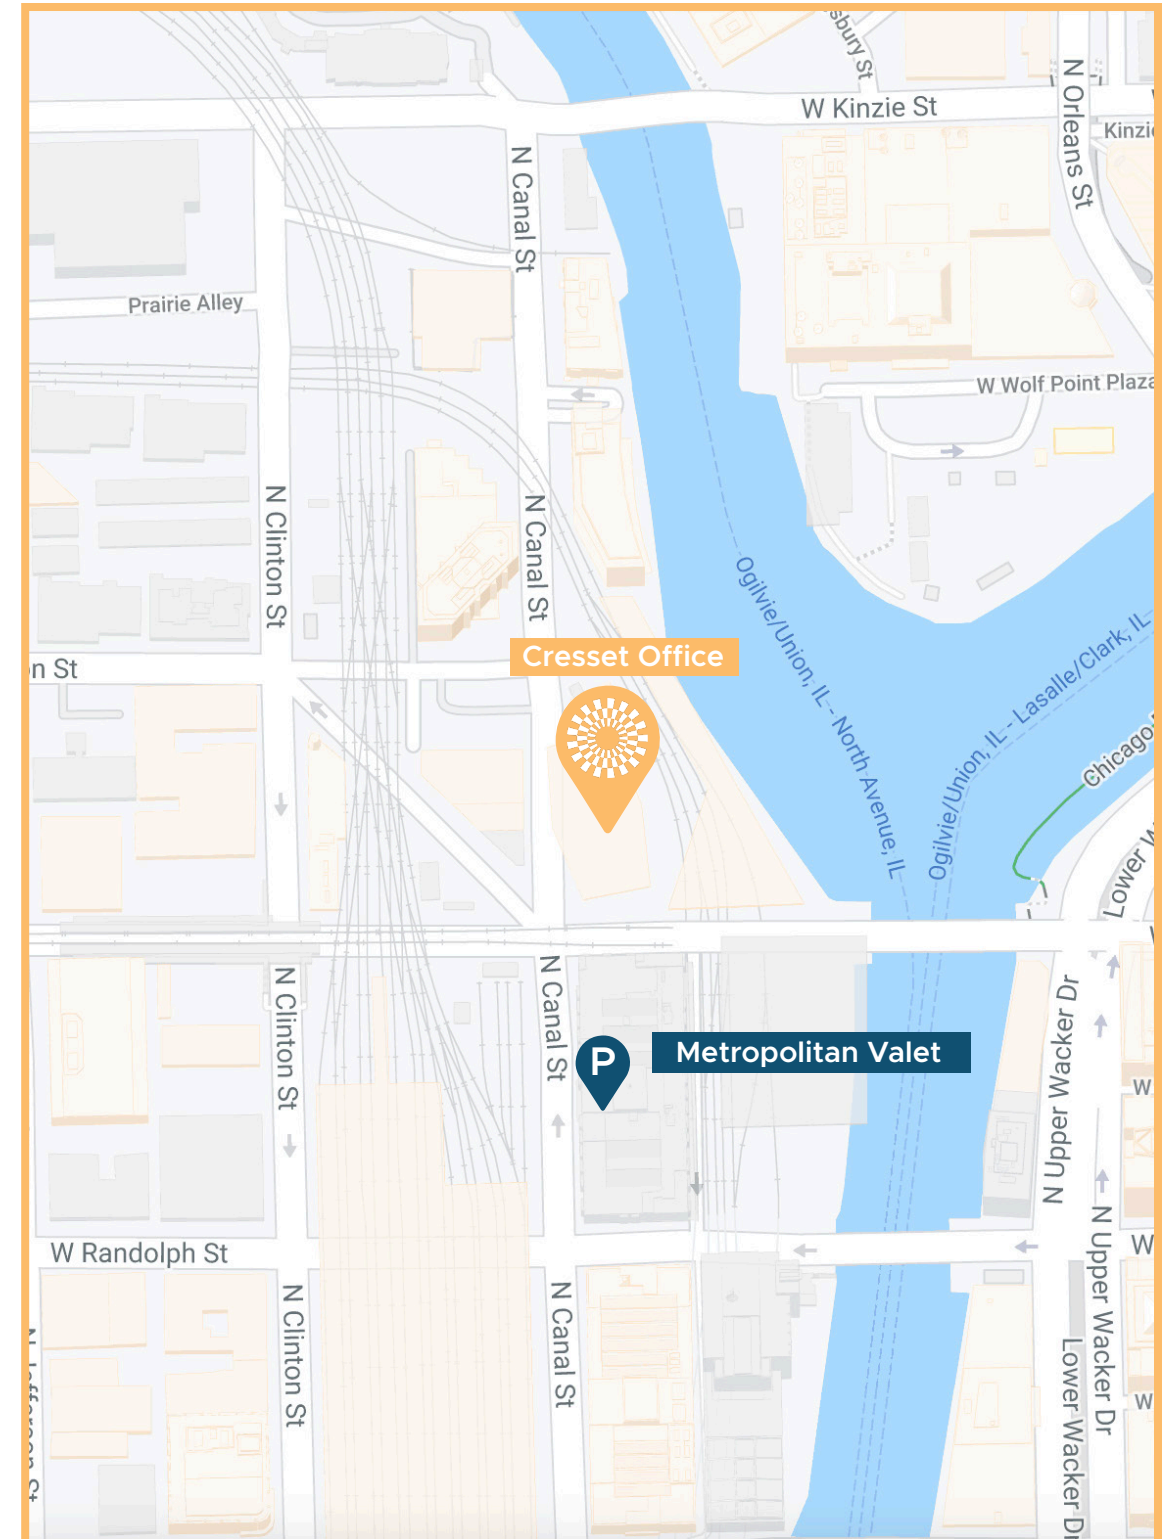 sbury St
W Kinzie St
N Orleans St
Kinzi
N Canal St
Prairie Alley
W Wolf Point Plaza
N Clinton St
N Canal St
Ogilvie/Union, IL - North Avenue, IL
Ogilvie/Union, IL - Lasalle/Clark, IL
Cresset Office
n St
Chicago
Lower W
N Canal St
N Clinton St
N Upper Wacker Dr
P
Metropolitan Valet
W
W Randolph St
W
N Upper Wacker Dr
N Clinton St
N Canal St
Lower Wacker Dr
W